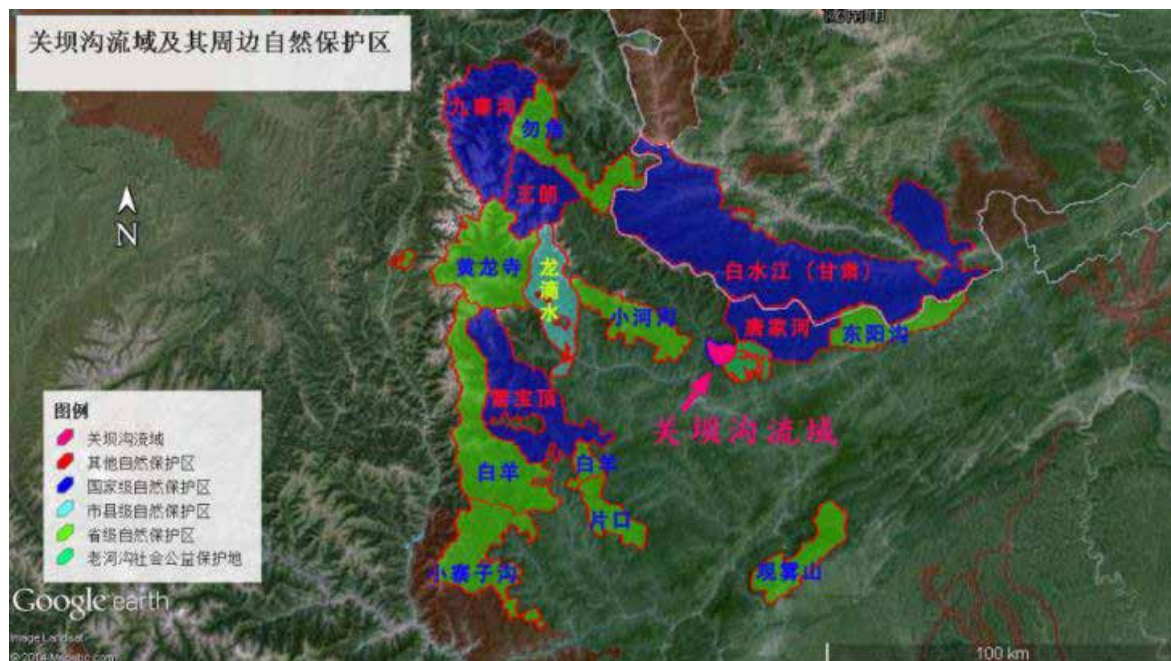 关坝沟流域及其周边自然保护区
九寨沟
勿角
王朗
N
黄龙寺
龙滴水
白水江（甘肃）
小河沟
唐家河
东阳沟
关坝沟流域
雪宝顶
白羊
白羊
片口
小寨子沟
观雾山
图例
关坝沟流域
其他自然保护区
国家级自然保护区
市县级自然保护区
省级自然保护区
老河沟社会公益保护地
Google earth
Image Landsat
100 km